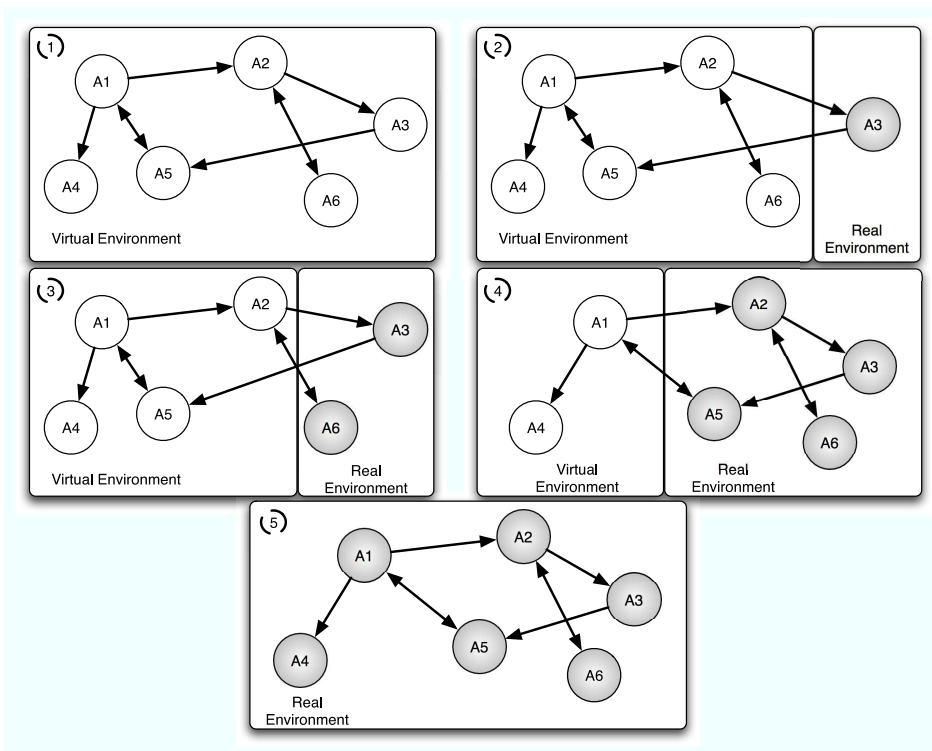 1
A1
A2
A3
A4
A5
A6
Virtual Environment
2
A1
A2
A3
A4
A5
A6
Virtual Environment
Real
Environment
3
A1
A2
A3
A4
A5
A6
Virtual Environment
Real
Environment
4
A1
A2
A3
A4
A5
A6
Virtual
Environment
Real
Environment
5
A1
A2
A3
A4
A5
A6
Real
Environment